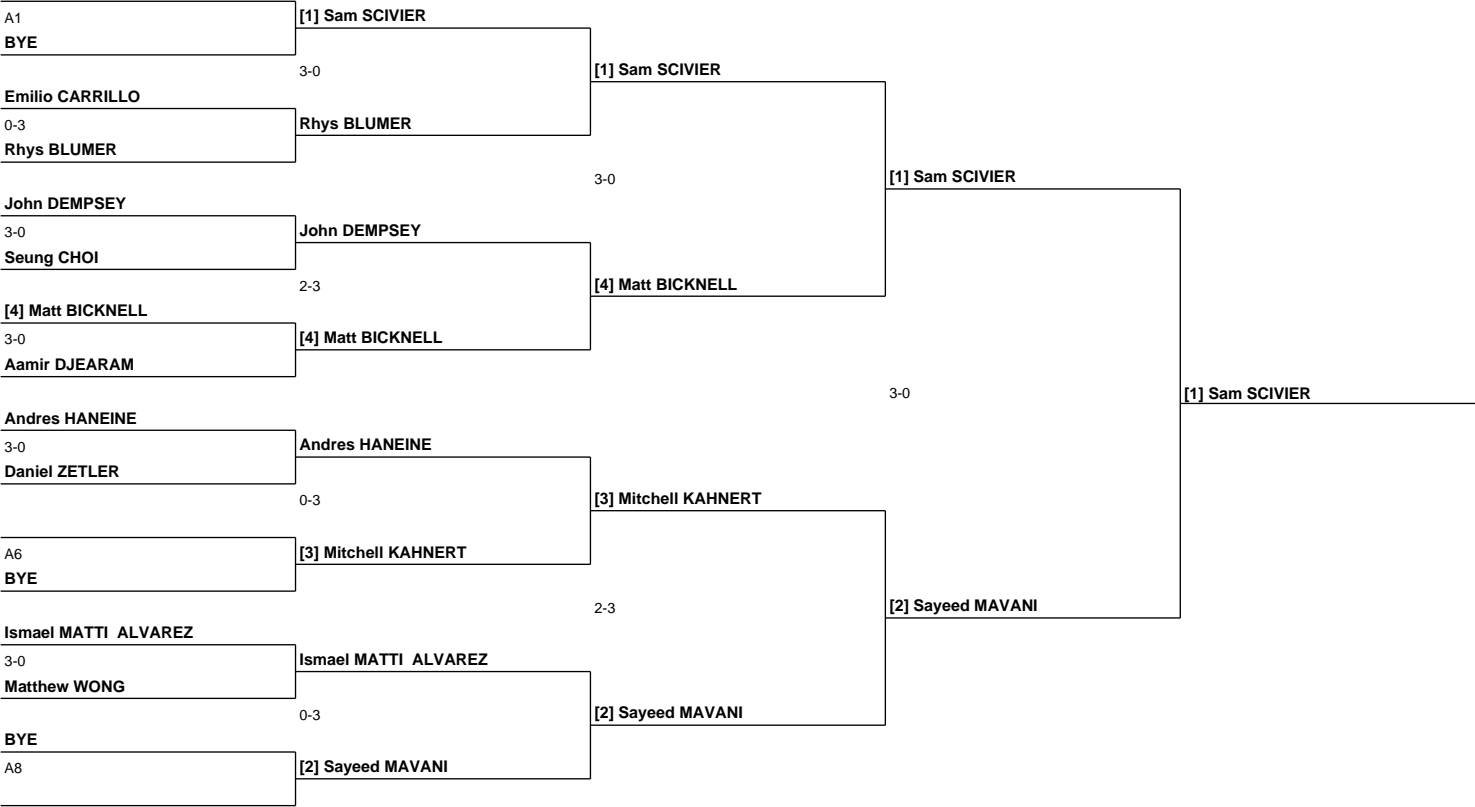 A1
BYE
Emilio CARRILLO
0-3
Rhys BLUMER
John DEMPSEY
3-0
Seung CHOI
[4] Matt BICKNELL
3-0
Aamir DJEARAM
Andres HANEINE
3-0
Daniel ZETLER
A6
BYE
Ismael MATTI  ALVAREZ
3-0
Matthew WONG
BYE
A8
[1] Sam SCIVIER
3-0
Rhys BLUMER
John DEMPSEY
2-3
[4] Matt BICKNELL
Andres HANEINE
0-3
[3] Mitchell KAHNERT
Ismael MATTI  ALVAREZ
0-3
[2] Sayeed MAVANI
[1] Sam SCIVIER
3-0
[4] Matt BICKNELL
[3] Mitchell KAHNERT
2-3
[2] Sayeed MAVANI
[1] Sam SCIVIER
3-0
[2] Sayeed MAVANI
[1] Sam SCIVIER